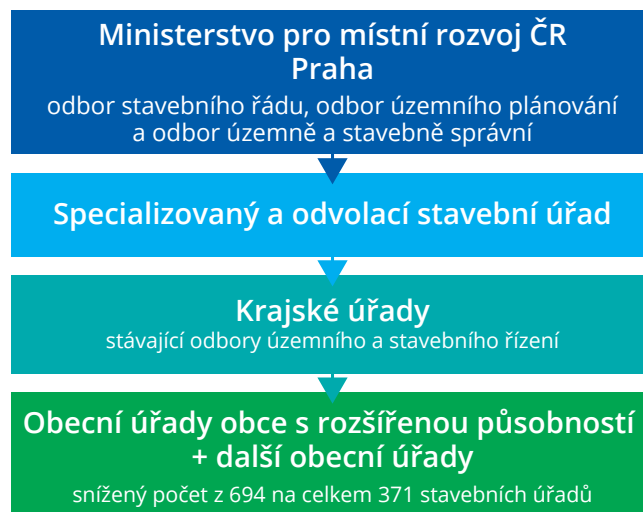 Ministerstvo pro místní rozvoj ČR
Praha
odbor stavebního řádu, odbor územního plánování
a odbor územně a stavebně správní
Specializovaný a odvolací stavební úřad
Krajské úřady
stávající odbory územního a stavebního řízení
Obecní úřady obce s rozšířenou působností
+ další obecní úřady
snížený počet z 694 na celkem 371 stavebních úřadů